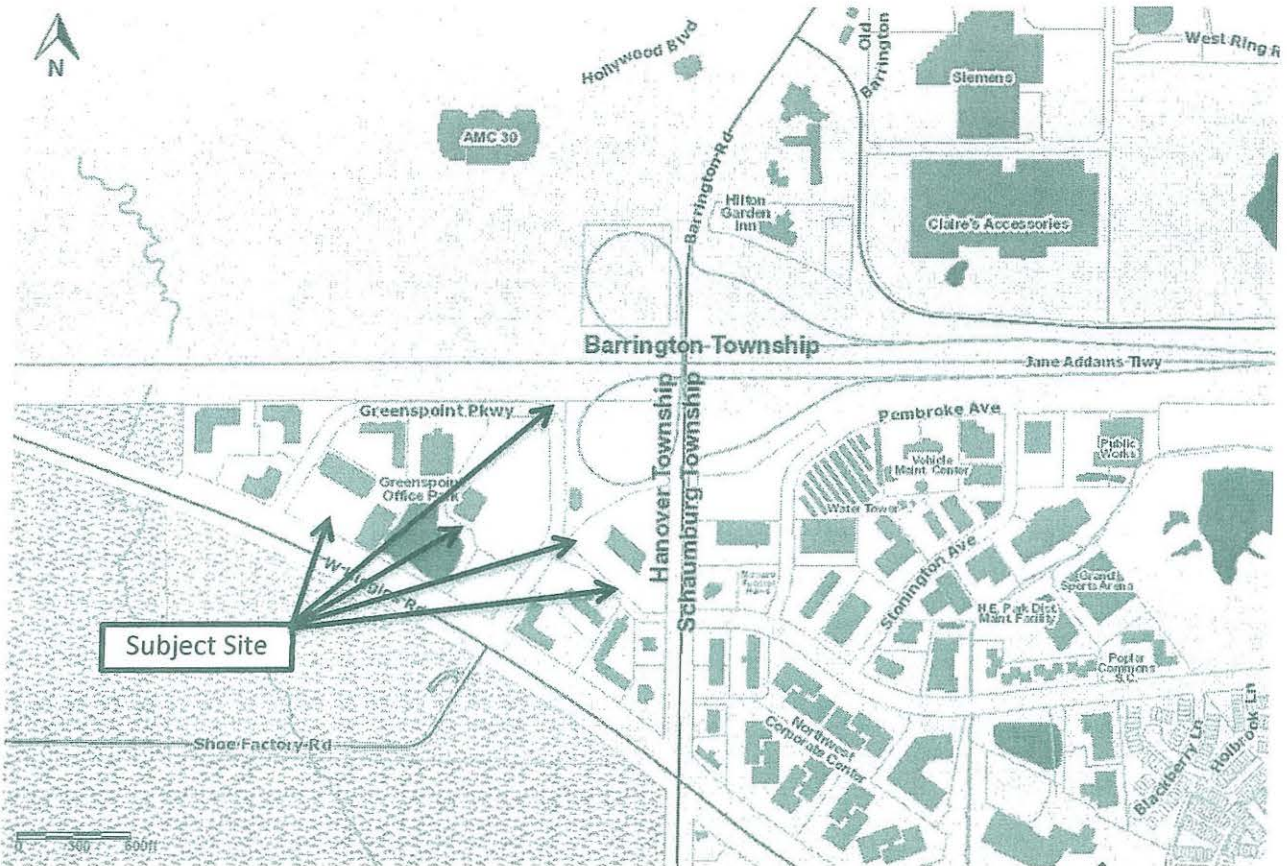 N
Hollywood Blvd
Old
Barrington
West Ring R
Siemens
AMC 30
Barrington Rd
Hilton
Garden
Inn
Claire's Accessories
Barrington Township
Jane Addams Tlwy
Hanover Township
Schaumburg Township
Greenspoint Pkwy
Pembroke Ave
Public
Works
Vehicle
Maint. Center
Greenspoint
Office Park
Water Tower
Stonington Ave
Grand
Sports Arena
W Higgins Rd
H.E. Park Dist.
Maint. Facility
Subject Site
Poplar
Commons
S.C.
Shoe Factory Rd
Northwest
Corporate Center
Blackberry Ln
Holbrook Ln
0 300 600ft